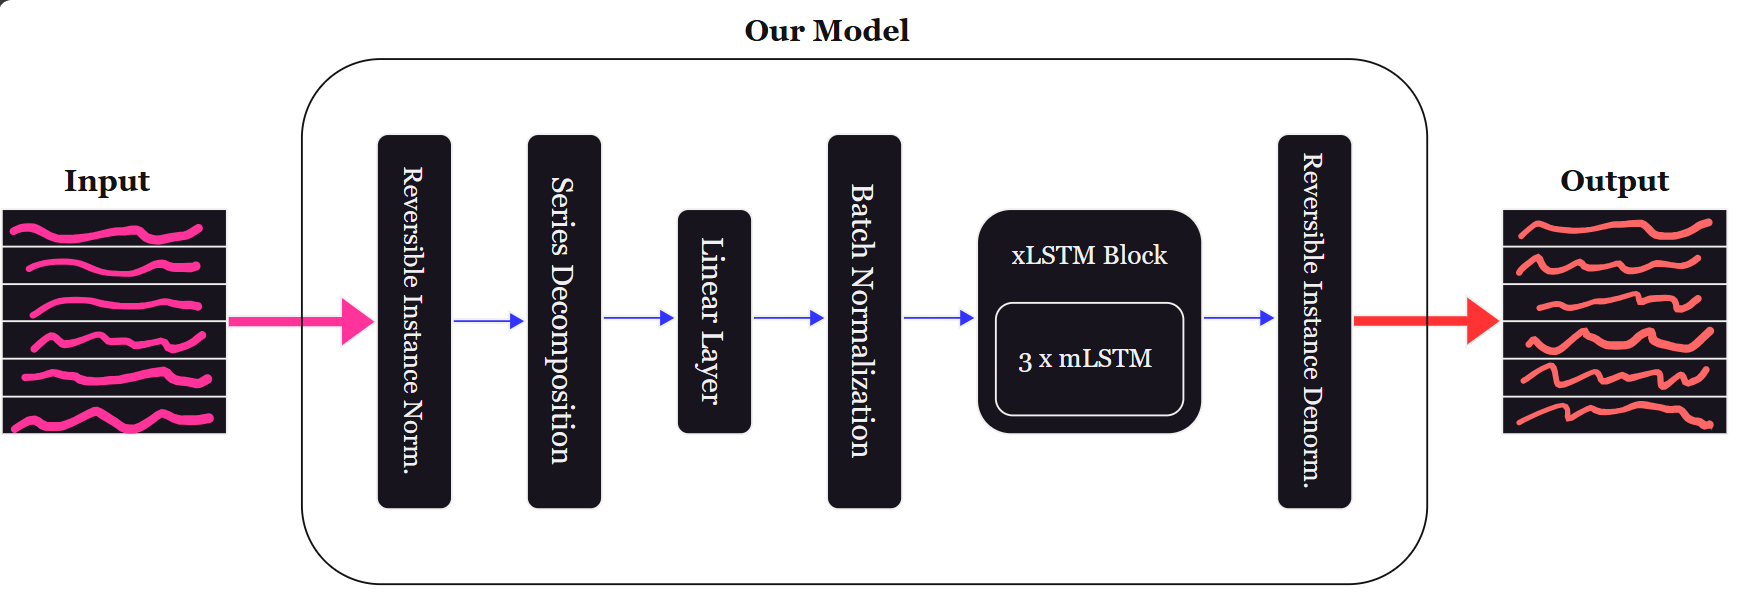 Our Model
Input
Reversible Instance Norm.
Series Decomposition
Linear Layer
Batch Normalization
xLSTM Block
3 x mLSTM
Reversible Instance Denorm.
Output